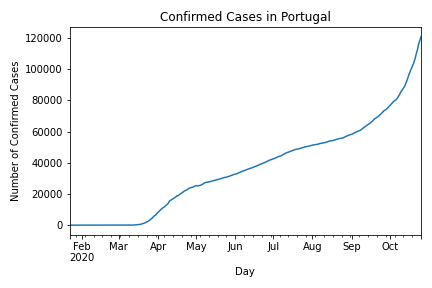 Confirmed Cases in Portugal
Number of Confirmed Cases
120000
100000
80000
60000
40000
20000
0
Feb Mar Apr May Jun Jul Aug Sep Oct
2020
Day